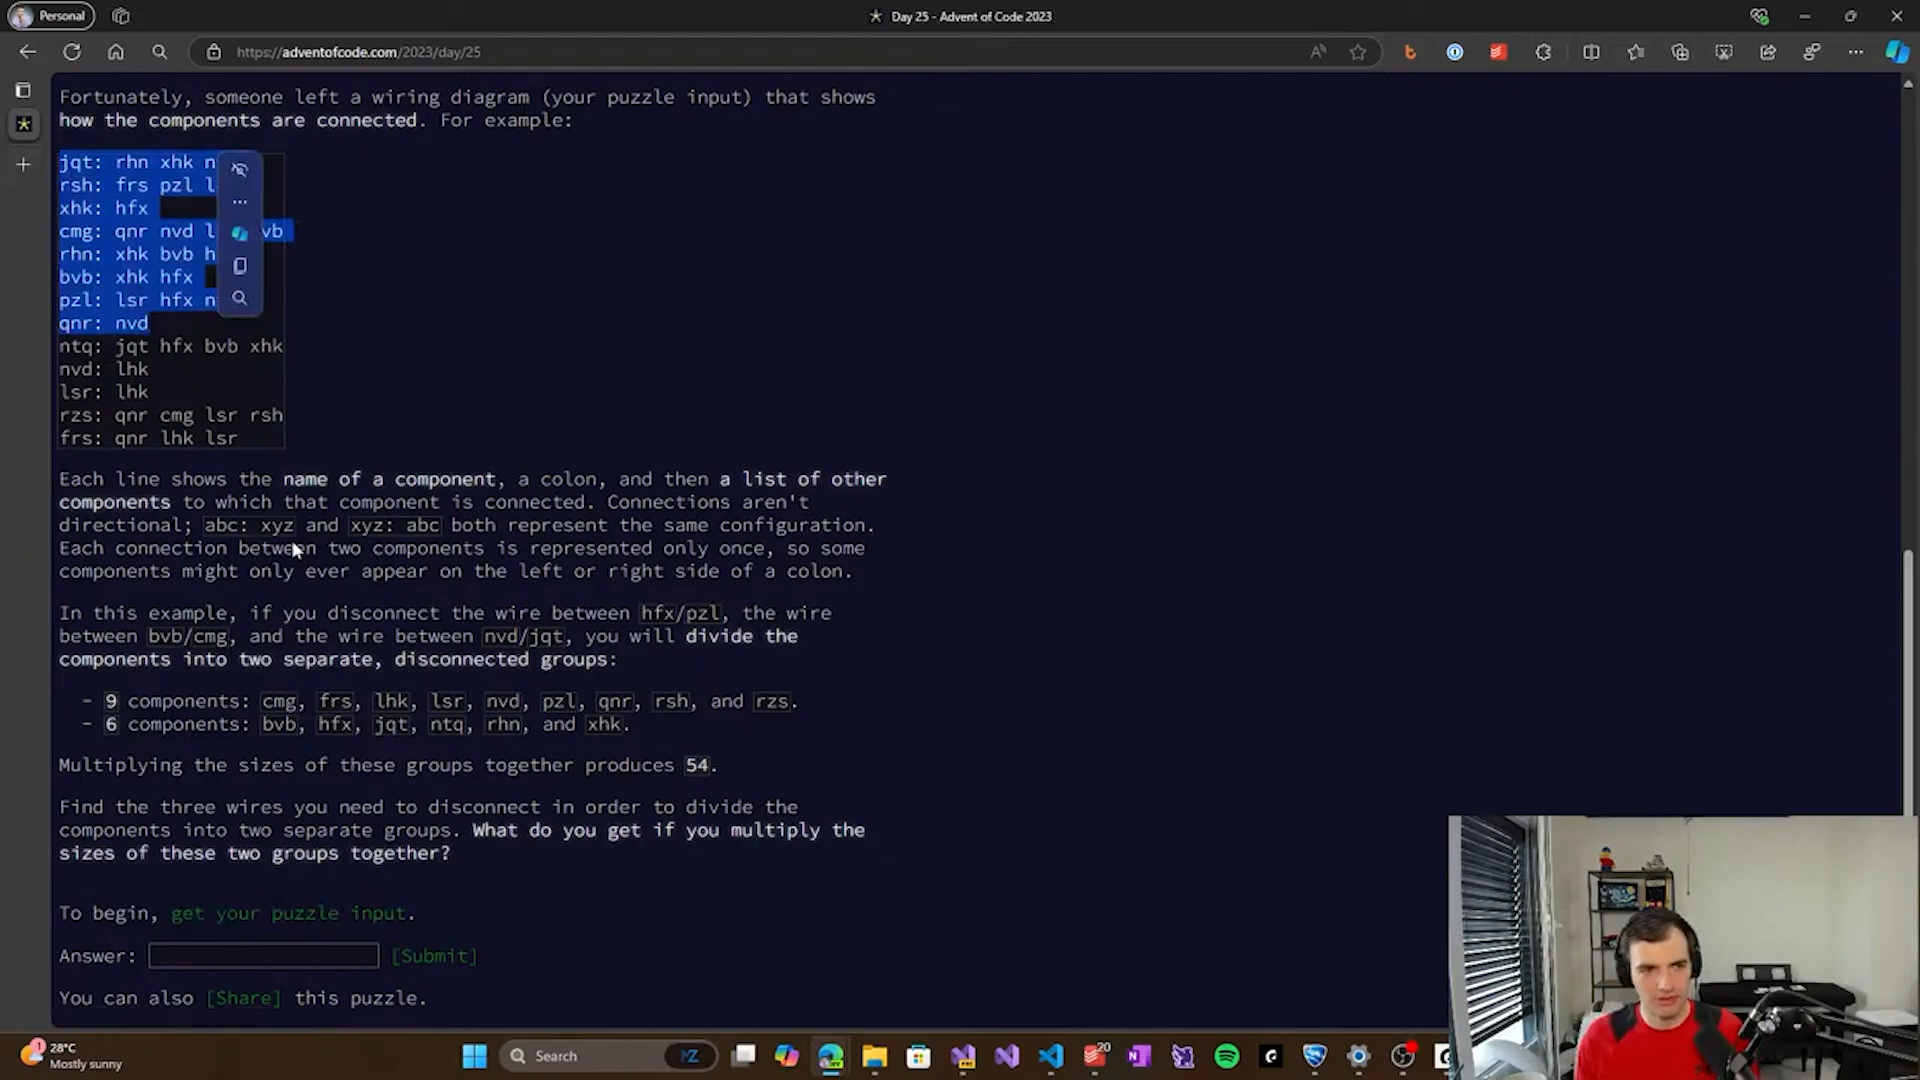 Personal
Day 25 - Advent of Code 2023
https://adventofcode.com/2023/day/25
Fortunately, someone left a wiring diagram (your puzzle input) that shows
how the components are connected. For example:
jqt: rhn xhk n
rsh: frs pzl l
xhk: hfx
cmg: qnr nvd l vb
rhn: xhk bvb h
bvb: xhk hfx
pzl: lsr hfx n
qnr: nvd
ntq: jqt hfx bvb xhk
nvd: lhk
lsr: lhk
rzs: qnr cmg lsr rsh
frs: qnr lhk lsr
Each line shows the name of a component, a colon, and then a list of other
components to which that component is connected. Connections aren't
directional; abc: xyz and xyz: abc both represent the same configuration.
Each connection between two components is represented only once, so some
components might only ever appear on the left or right side of a colon.
In this example, if you disconnect the wire between hfx/pzl, the wire
between bvb/cmg, and the wire between nvd/jqt, you will divide the
components into two separate, disconnected groups:
- 9 components: cmg, frs, lhk, lsr, nvd, pzl, qnr, rsh, and rzs.
- 6 components: bvb, hfx, jqt, ntq, rhn, and xhk.
Multiplying the sizes of these groups together produces 54.
Find the three wires you need to disconnect in order to divide the
components into two separate groups. What do you get if you multiply the
sizes of these two groups together?
To begin, get your puzzle input.
Answer: [Submit]
You can also [Share] this puzzle.
1
28°C
Mostly sunny
Search
MZ
20